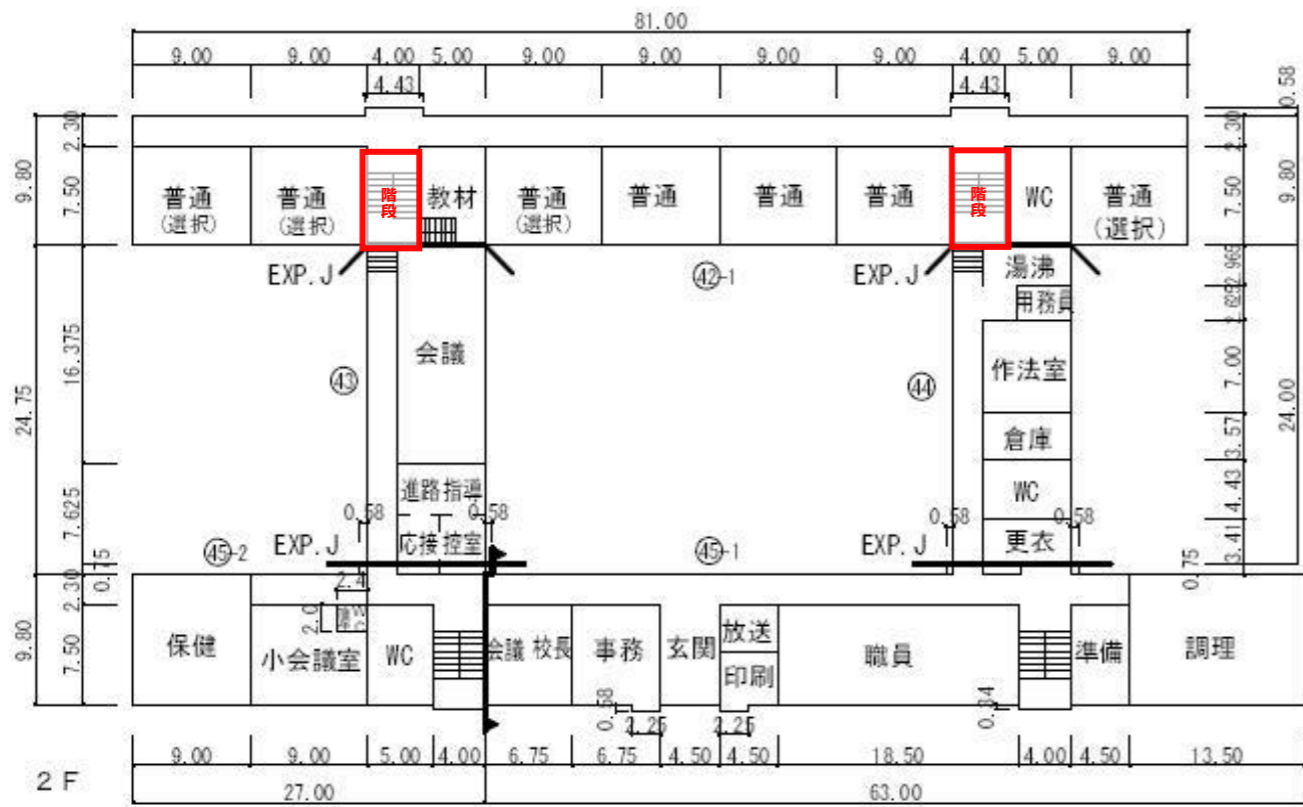 81.00
9.00 9.00 4.00 5.00 9.00 9.00 9.00 9.00 4.00 5.00 9.00
4.43 4.43
0.58
2.30 2.30
9.80 7.50 7.50 9.80
普通 普通 階段 教材 普通 普通 普通 普通 階段 WC 普通
(選択) (選択) (選択) (選択)
EXP.J ㊷-1 EXP.J 湯沸 2.965
用務員 2.625
16.375 会議 作法室 7.00
㊸ ㊹
24.75 24.00
倉庫 3.57
進路指導 WC 4.43
7.625 0.58 0.58 0.58 0.58
㊺-2 EXP.J 応接 控室 ㊺-1 EXP.J 更衣 3.41
0.75 0.75
2.30 2.4
2.0
9.80 7.50 保健 小会議室 WC 会議 校長 事務 玄関 放送 職員 準備 調理
印刷
0.58 2.25 2.25 0.34
9.00 9.00 5.00 4.00 6.75 6.75 4.50 4.50 18.50 4.00 4.50 13.50
2F 27.00 63.00